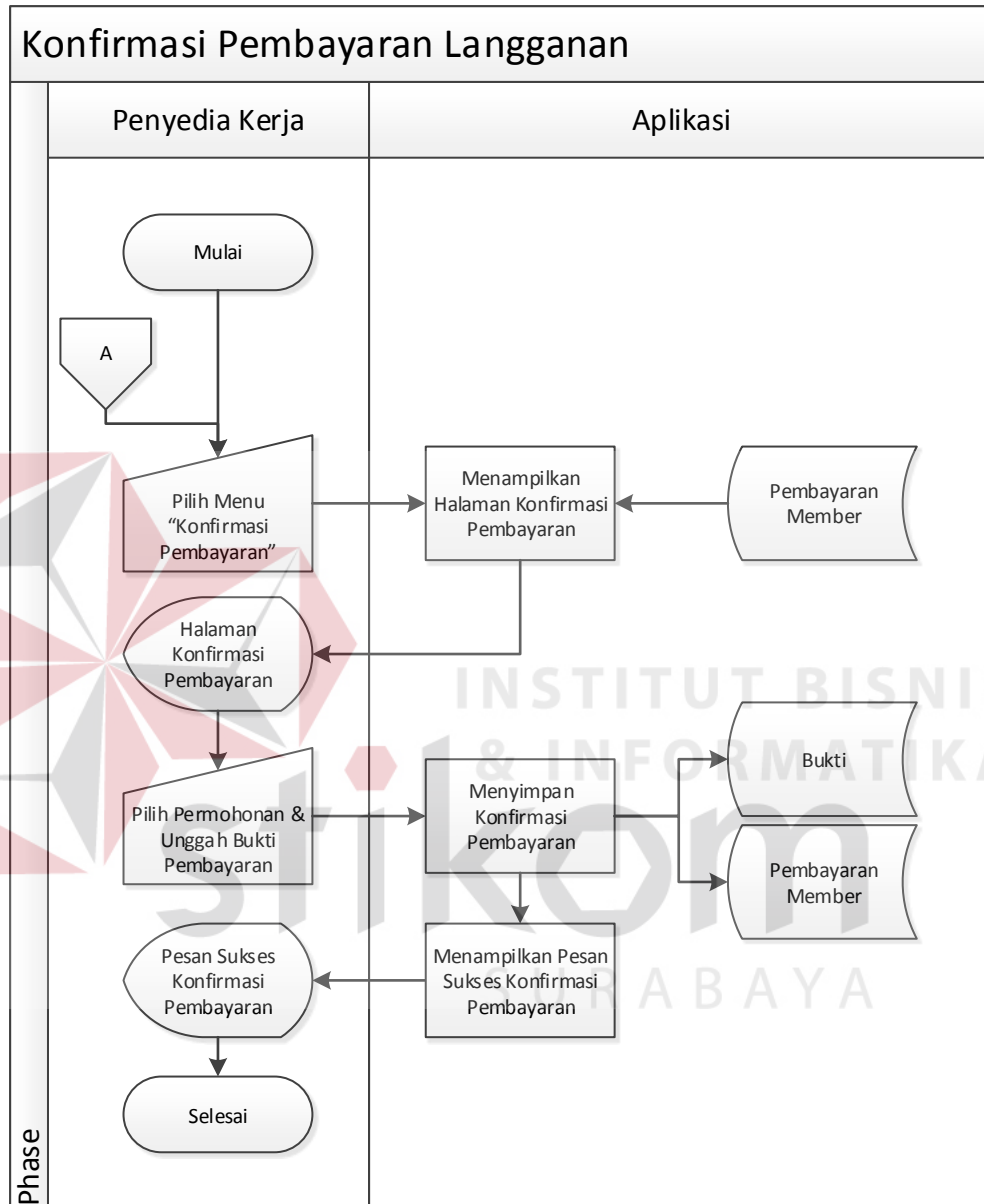 Konfirmasi Pembayaran Langganan
Penyedia Kerja
Aplikasi
Mulai
A
Pilih Menu
“Konfirmasi
Pembayaran”
Menampilkan
Halaman Konfirmasi
Pembayaran
Pembayaran
Member
Halaman
Konfirmasi
Pembayaran
INSTITUT BISNI
& INFORMATIKA
stikom
SURABAYA
Pilih Permohonan &
Unggah Bukti
Pembayaran
Menyimpan
Konfirmasi
Pembayaran
Bukti
Pembayaran
Member
Pesan Sukses
Konfirmasi
Pembayaran
Menampilkan Pesan
Sukses Konfirmasi
Pembayaran
Selesai
Phase